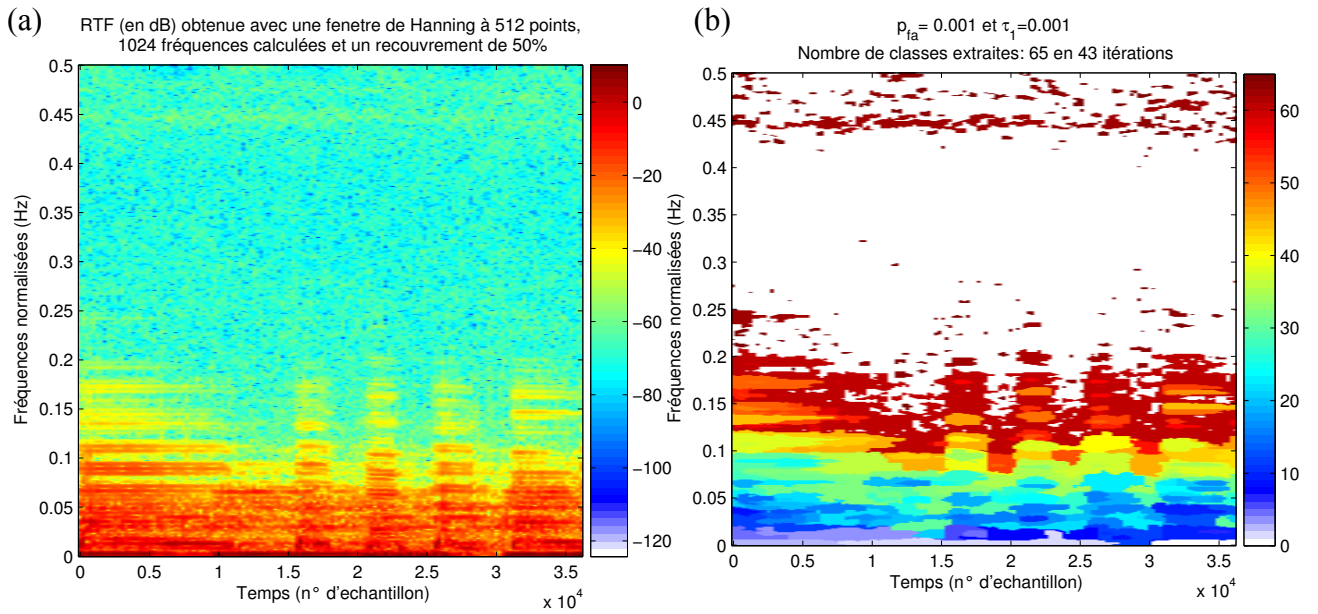 (a)
RTF (en dB) obtenue avec une fenetre de Hanning à 512 points,
1024 fréquences calculées et un recouvrement de 50%
0.5
0.45
0.4
0.35
0.3
0.25
0.2
0.15
0.1
0.05
0
Fréquences normalisées (Hz)
0 0.5 1 1.5 2 2.5 3 3.5
Temps (n° d'echantillon)
x 10^4
0
−20
−40
−60
−80
−100
−120
(b)
p_fa= 0.001 et τ_1=0.001
Nombre de classes extraites: 65 en 43 itérations
0.5
0.45
0.4
0.35
0.3
0.25
0.2
0.15
0.1
0.05
0
Fréquences normalisées (Hz)
0 0.5 1 1.5 2 2.5 3 3.5
Temps (n° d'echantillon)
x 10^4
60
50
40
30
20
10
0